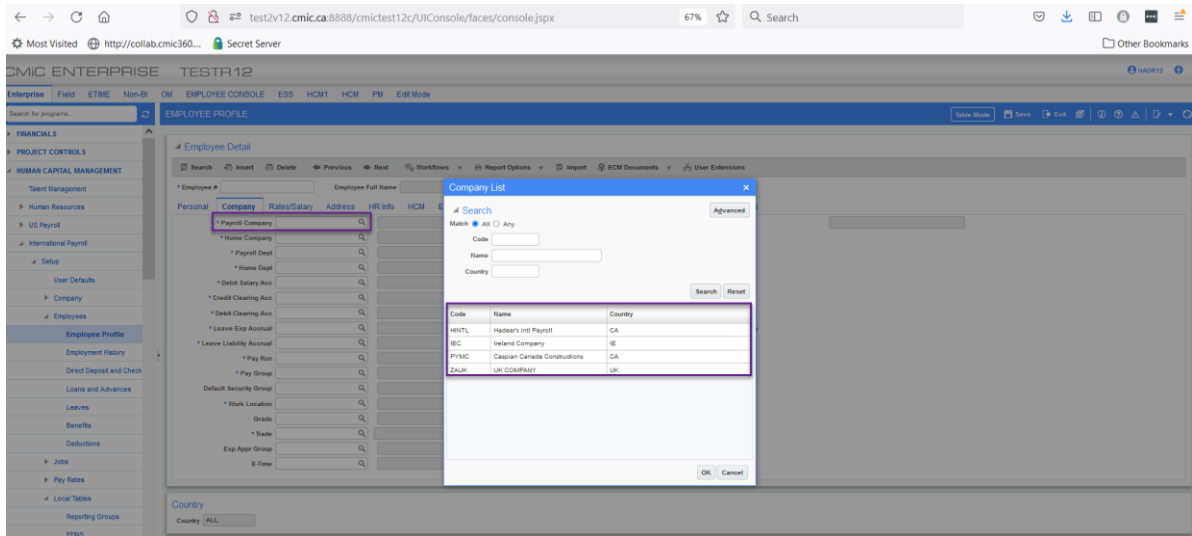 test2v12.cmic.ca:8888/cmictest12c/UIConsole/faces/console.jspx
67%
Search
Most Visited
http://collab.cmic360....
Secret Server
Other Bookmarks
CMiC ENTERPRISE TESTR12
HADR12
Enterprise Field ETIME Non-BI OM EMPLOYEE CONSOLE ESS HCM1 HCM PM Edit Mode
Search for programs...
EMPLOYEE PROFILE
Table Mode Save Exit
FINANCIALS
PROJECT CONTROLS
HUMAN CAPITAL MANAGEMENT
Talent Management
Human Resources
US Payroll
International Payroll
Setup
User Defaults
Company
Employees
Employee Profile
Employment History
Direct Deposit and Check
Loans and Advances
Leaves
Benefits
Deductions
Jobs
Pay Rates
Local Tables
Reporting Groups
Employee Detail
Search Insert Delete Previous Next Workflows Report Options Import ECM Documents User Extensions
* Employee # Employee Full Name
Personal Company Rates/Salary Address HR Info HCM E
* Payroll Company
* Home Company
* Payroll Dept
* Home Dept
* Debit Salary Acc
* Credit Clearing Acc
* Debit Clearing Acc
* Leave Exp Accrual
* Leave Liability Accrual
* Pay Run
* Pay Group
Default Security Group
* Work Location
Grade
* Trade
Exp Appr Group
E-Time
Country
Country ALL
Company List
Search
Advanced
Match All Any
Code
Name
Country
Search Reset
Code Name Country
HINTL Hadeer's Intl Payroll CA
IEC Ireland Company IE
PYMC Caspian Canada Constructions CA
ZAUK UK COMPANY UK
OK Cancel